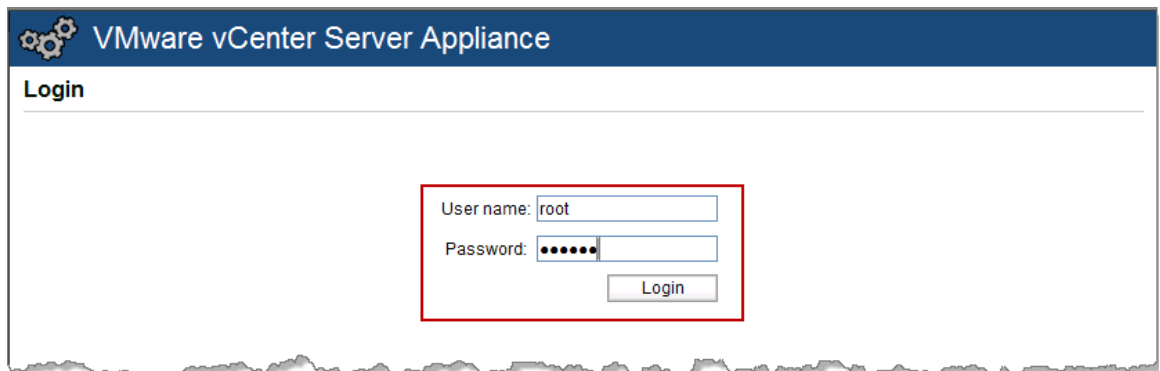 VMware vCenter Server Appliance
Login
User name: root
Password: ●●●●●●
Login